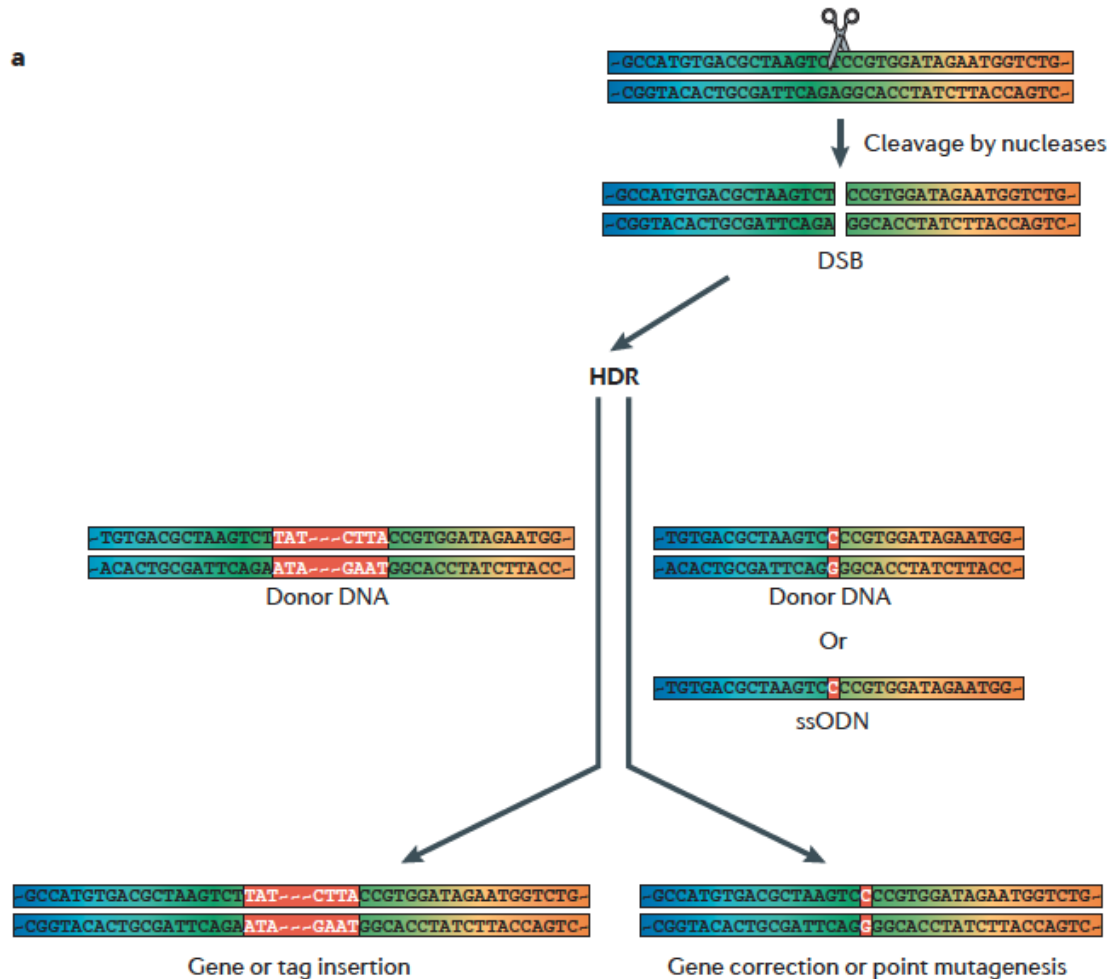 a
~GCCATGTGACGCTAAGTC CCGTGGATAGAATGGTCTG~
~CGGTACACTGCGATTCAGAGGCACCTATCTTACCAGTC~
Cleavage by nucleases
~GCCATGTGACGCTAAGTCT CCGTGGATAGAATGGTCTG~
~CGGTACACTGCGATTCAGA GGCACCTATCTTACCAGTC~
DSB
HDR
~TGTGACGCTAAGTCTTAT~~~CTTACCGTGGATAGAATGG~
~ACACTGCGATTCAGAATA~~~GAATGGCACCTATCTTACC~
Donor DNA
~TGTGACGCTAAGTCCCCGTGGATAGAATGG~
~ACACTGCGATTCAGGGGCACCTATCTTACC~
Donor DNA
Or
~TGTGACGCTAAGTCCCCGTGGATAGAATGG~
ssODN
~GCCATGTGACGCTAAGTCTTAT~~~CTTACCGTGGATAGAATGGTCTG~
~CGGTACACTGCGATTCAGAATA~~~GAATGGCACCTATCTTACCAGTC~
Gene or tag insertion
~GCCATGTGACGCTAAGTCCCCGTGGATAGAATGGTCTG~
~CGGTACACTGCGATTCAGGGGCACCTATCTTACCAGTC~
Gene correction or point mutagenesis